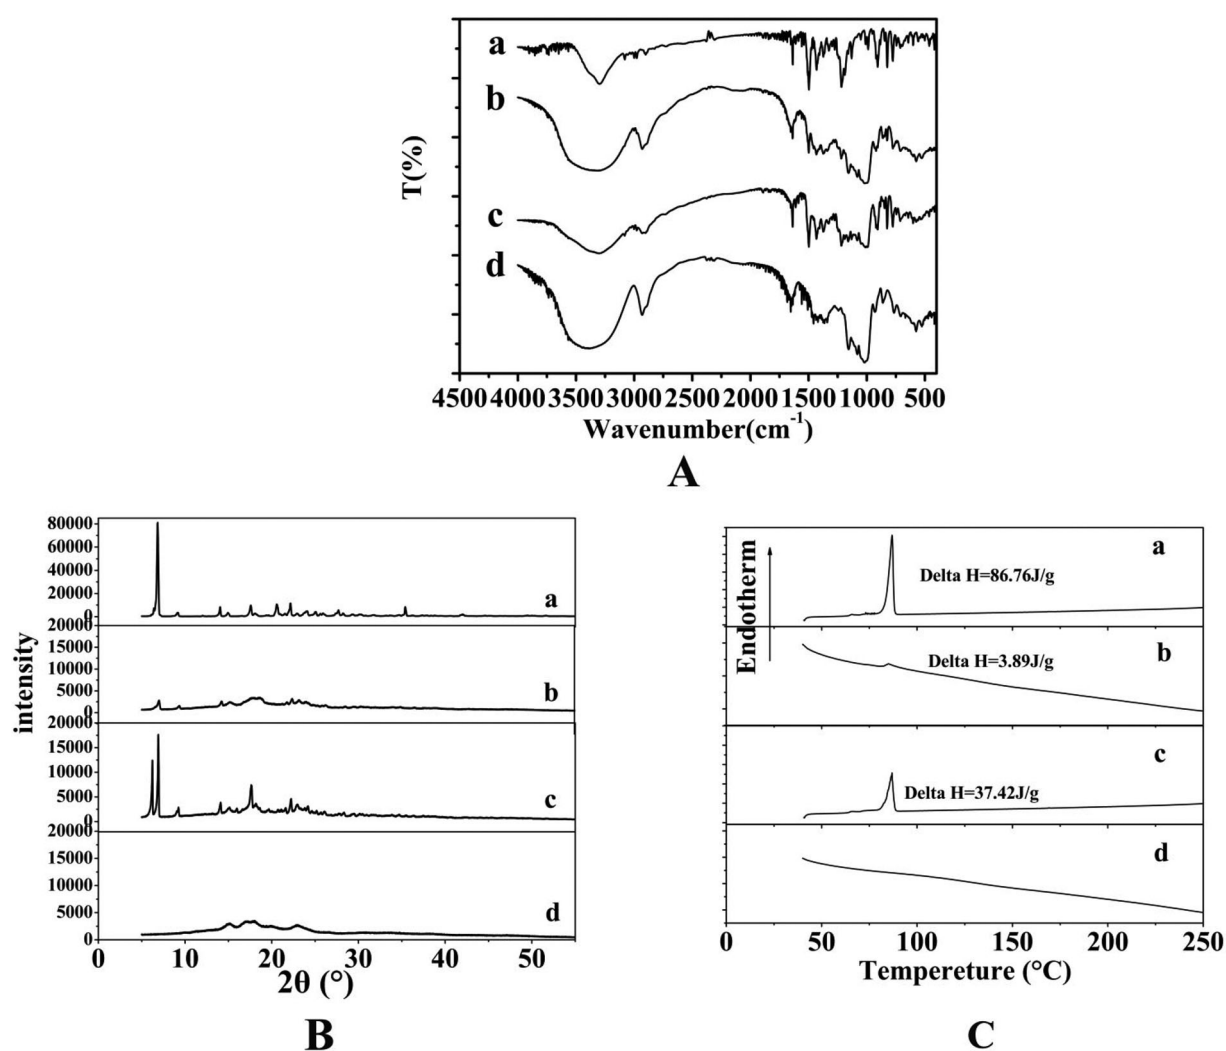 a
b
c
d
T(%)
4500 4000 3500 3000 2500 2000 1500 1000 500
Wavenumber(cm-1)
A
80000
60000
40000
20000
0
a
20000
15000
10000
5000
0
b
20000
15000
10000
5000
0
c
20000
15000
10000
5000
0
d
intensity
0 10 20 30 40 50
2θ (°)
B
Endotherm
a
Delta H=86.76J/g
b
Delta H=3.89J/g
c
Delta H=37.42J/g
d
0 50 100 150 200 250
Tempereture (°C)
C